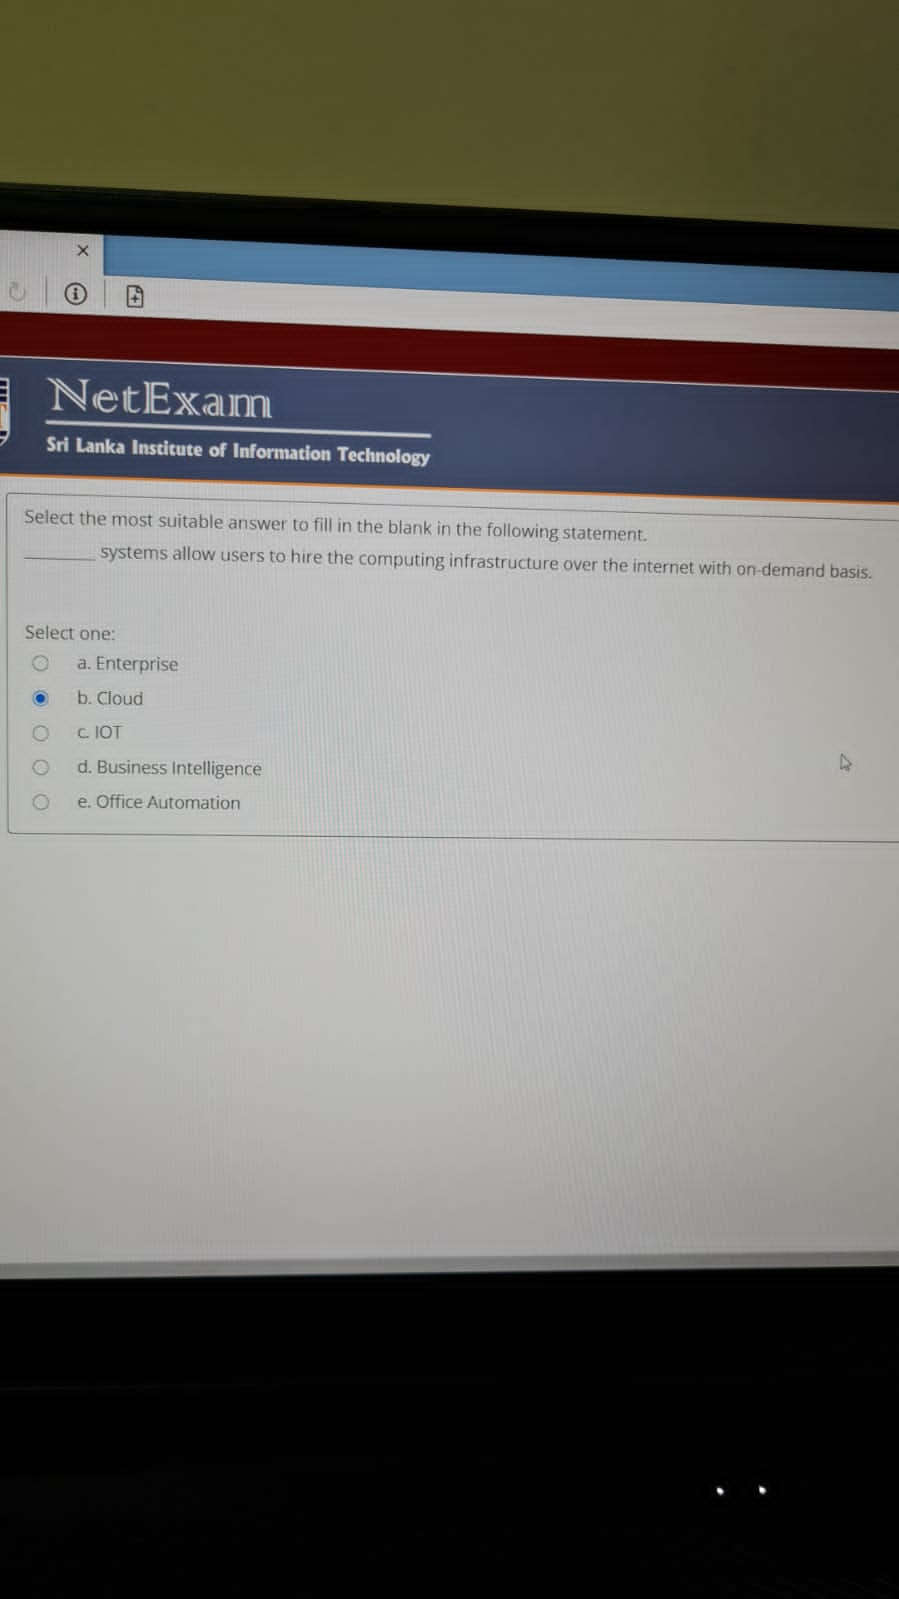 NetExam
Sri Lanka Institute of Information Technology
Select the most suitable answer to fill in the blank in the following statement.
________ systems allow users to hire the computing infrastructure over the internet with on-demand basis.
Select one:
a. Enterprise
b. Cloud
c. IOT
d. Business Intelligence
e. Office Automation